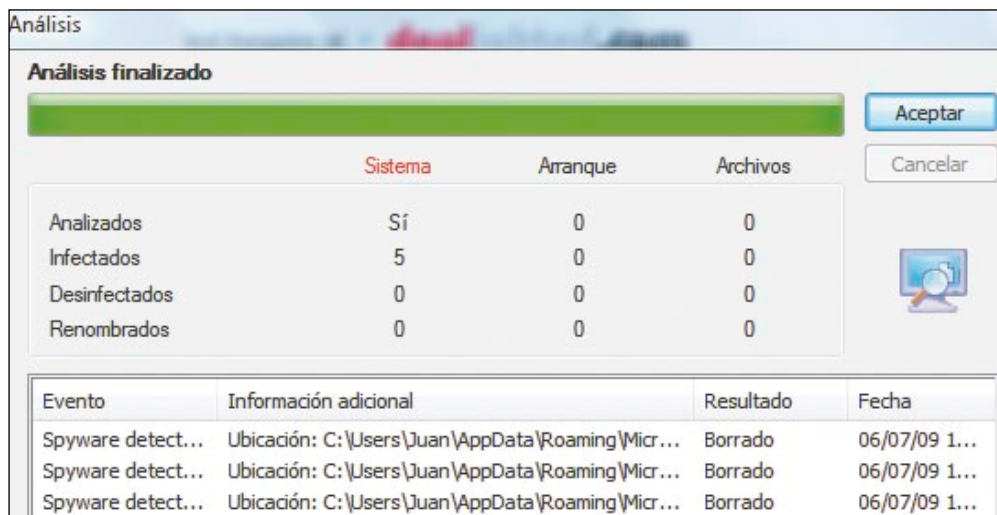 Análisis
Análisis finalizado
Aceptar
Sistema Arranque Archivos Cancelar
Analizados Sí 0 0
Infectados 5 0 0
Desinfectados 0 0 0
Renombrados 0 0 0
Evento Información adicional Resultado Fecha
Spyware detect... Ubicación: C:\Users\Juan\AppData\Roaming\Micr... Borrado 06/07/09 1...
Spyware detect... Ubicación: C:\Users\Juan\AppData\Roaming\Micr... Borrado 06/07/09 1...
Spyware detect... Ubicación: C:\Users\Juan\AppData\Roaming\Micr... Borrado 06/07/09 1...